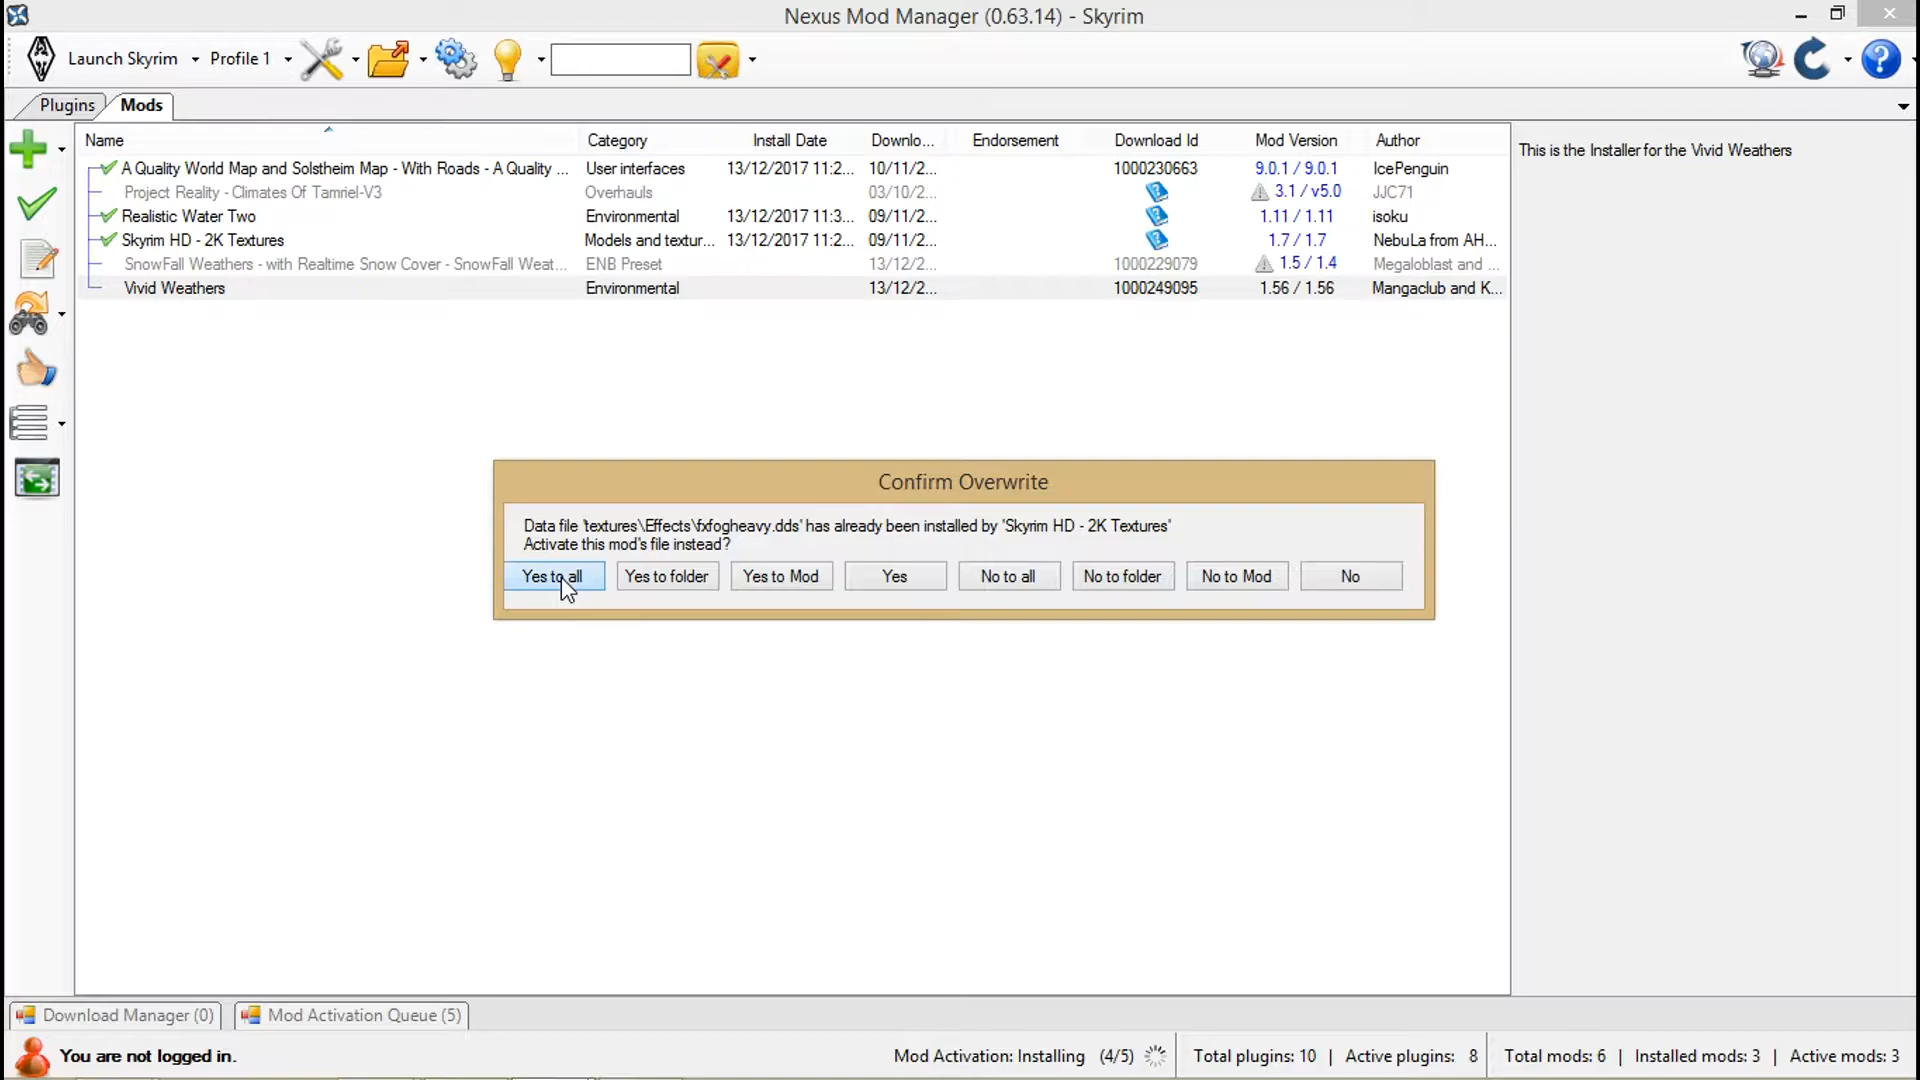 Nexus Mod Manager (0.63.14) - Skyrim
Launch Skyrim Profile 1
Plugins Mods
Name Category Install Date Downlo... Endorsement Download Id Mod Version Author
A Quality World Map and Solstheim Map - With Roads - A Quality ... User interfaces 13/12/2017 11:2... 10/11/2... 1000230663 9.0.1 / 9.0.1 IcePenguin
Project Reality - Climates Of Tamriel-V3 Overhauls 03/10/2... 3.1 / v5.0 JJC71
Realistic Water Two Environmental 13/12/2017 11:3... 09/11/2... 1.11 / 1.11 isoku
Skyrim HD - 2K Textures Models and textur... 13/12/2017 11:2... 09/11/2... 1.7 / 1.7 NebuLa from AH...
SnowFall Weathers - with Realtime Snow Cover - SnowFall Weat... ENB Preset 13/12/2... 1000229079 1.5 / 1.4 Megaloblast and ...
Vivid Weathers Environmental 13/12/2... 1000249095 1.56 / 1.56 Mangaclub and K...
This is the Installer for the Vivid Weathers
Confirm Overwrite
Data file 'textures\Effects\fxfogheavy.dds' has already been installed by 'Skyrim HD - 2K Textures'
Activate this mod's file instead?
Yes to all Yes to folder Yes to Mod Yes No to all No to folder No to Mod No
Download Manager (0) Mod Activation Queue (5)
You are not logged in. Mod Activation: Installing (4/5) Total plugins: 10 | Active plugins: 8 Total mods: 6 | Installed mods: 3 | Active mods: 3